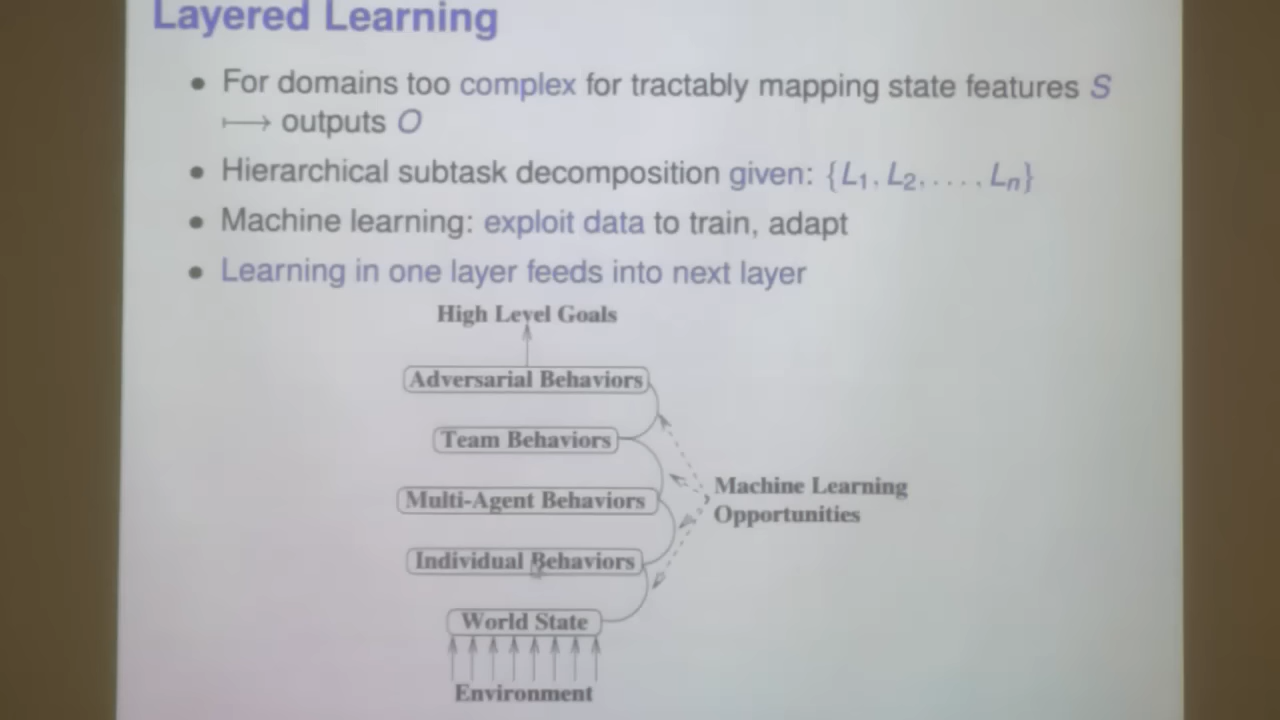 Layered Learning
• For domains too complex for tractably mapping state features S
⟼ outputs O
• Hierarchical subtask decomposition given: {L₁, L₂, . . . , Lₙ}
• Machine learning: exploit data to train, adapt
• Learning in one layer feeds into next layer
High Level Goals
Adversarial Behaviors
Team Behaviors
Multi-Agent Behaviors
Machine Learning
Opportunities
Individual Behaviors
World State
Environment